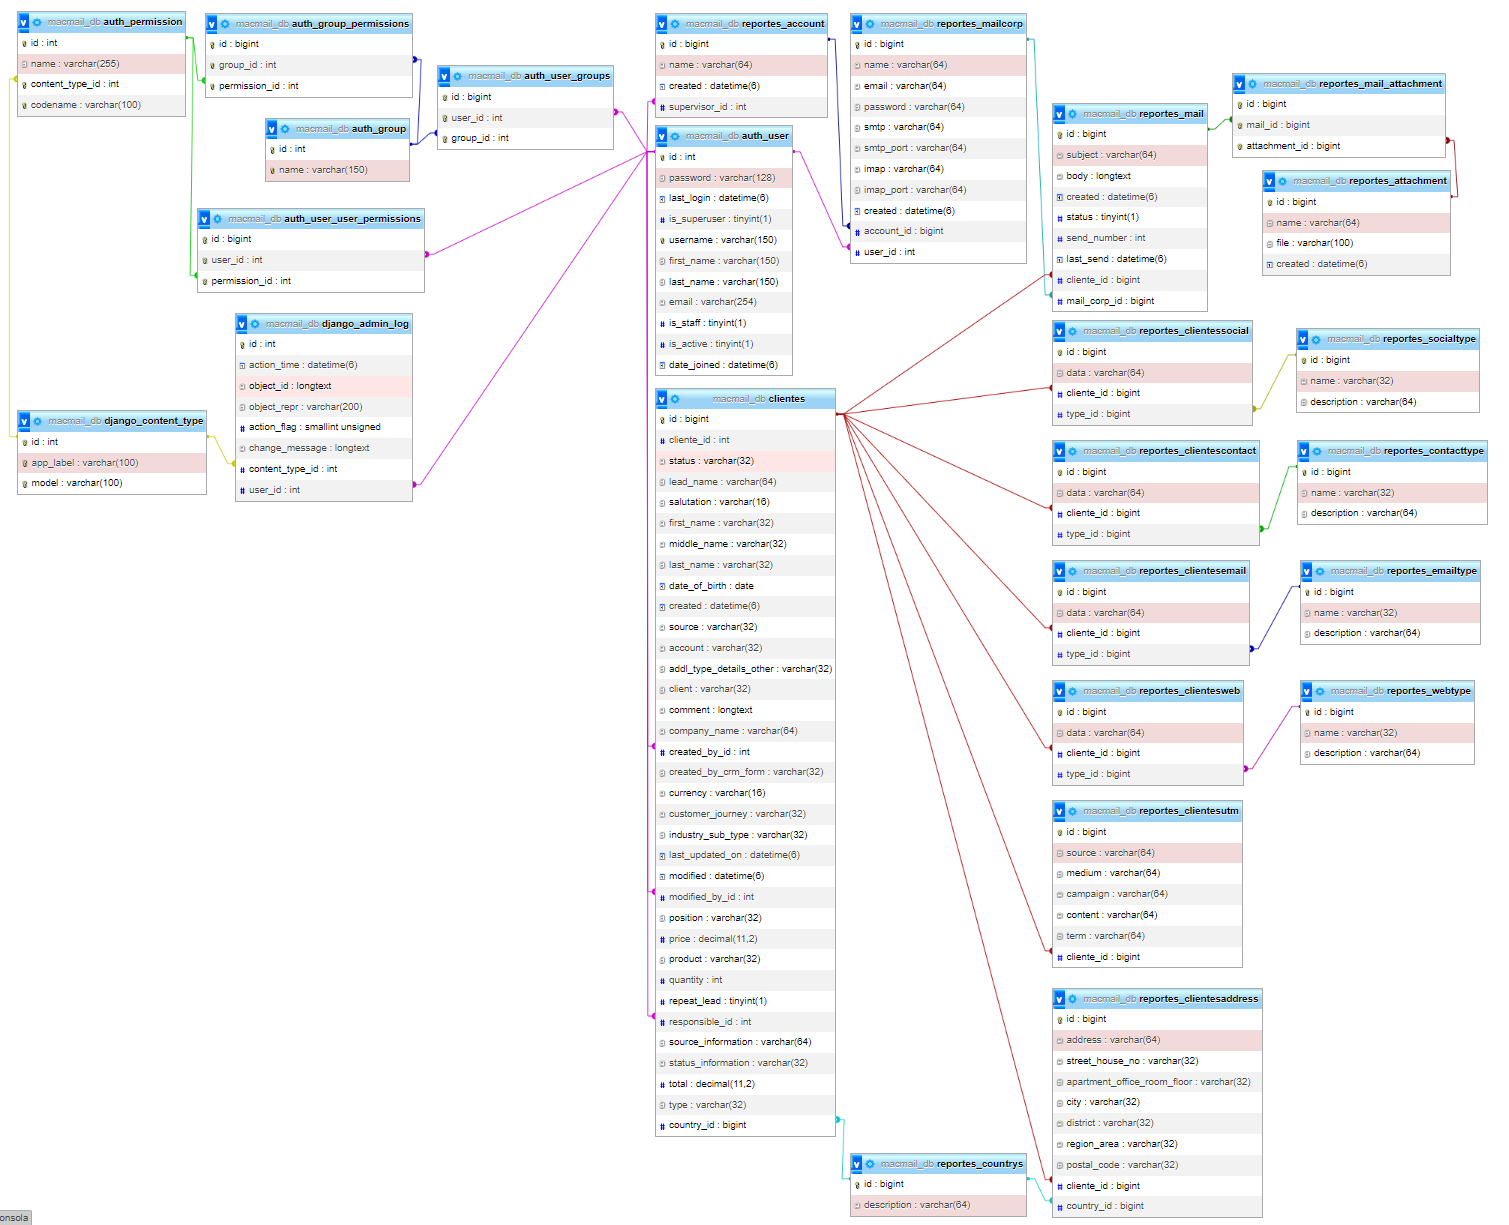 macmail_db auth_permission
id : int
name : varchar(255)
content_type_id : int
codename : varchar(100)
macmail_db auth_group_permissions
id : bigint
group_id : int
permission_id : int
macmail_db auth_group
id : int
name : varchar(150)
macmail_db auth_user_groups
id : bigint
user_id : int
group_id : int
macmail_db auth_user_user_permissions
id : bigint
user_id : int
permission_id : int
macmail_db django_admin_log
id : int
action_time : datetime(6)
object_id : longtext
object_repr : varchar(200)
action_flag : smallint unsigned
change_message : longtext
content_type_id : int
user_id : int
macmail_db django_content_type
id : int
app_label : varchar(100)
model : varchar(100)
macmail_db reportes_account
id : bigint
name : varchar(64)
created : datetime(6)
supervisor_id : int
macmail_db auth_user
id : int
password : varchar(128)
last_login : datetime(6)
is_superuser : tinyint(1)
username : varchar(150)
first_name : varchar(150)
last_name : varchar(150)
email : varchar(254)
is_staff : tinyint(1)
is_active : tinyint(1)
date_joined : datetime(6)
macmail_db clientes
id : bigint
cliente_id : int
status : varchar(32)
lead_name : varchar(64)
salutation : varchar(16)
first_name : varchar(32)
middle_name : varchar(32)
last_name : varchar(32)
date_of_birth : date
created : datetime(6)
source : varchar(32)
account : varchar(32)
addl_type_details_other : varchar(32)
client : varchar(32)
comment : longtext
company_name : varchar(64)
created_by_id : int
created_by_crm_form : varchar(32)
currency : varchar(16)
customer_journey : varchar(32)
industry_sub_type : varchar(32)
last_updated_on : datetime(6)
modified : datetime(6)
modified_by_id : int
position : varchar(32)
price : decimal(11,2)
product : varchar(32)
quantity : int
repeat_lead : tinyint(1)
responsible_id : int
source_information : varchar(64)
status_information : varchar(32)
total : decimal(11,2)
type : varchar(32)
country_id : bigint
macmail_db reportes_mailcorp
id : bigint
name : varchar(64)
email : varchar(64)
password : varchar(64)
smtp : varchar(64)
smtp_port : varchar(64)
imap : varchar(64)
imap_port : varchar(64)
created : datetime(6)
account_id : bigint
user_id : int
macmail_db reportes_mail
id : bigint
subject : varchar(64)
body : longtext
created : datetime(6)
status : tinyint(1)
send_number : int
last_send : datetime(6)
cliente_id : bigint
mail_corp_id : bigint
macmail_db reportes_mail_attachment
id : bigint
mail_id : bigint
attachment_id : bigint
macmail_db reportes_attachment
id : bigint
name : varchar(64)
file : varchar(100)
created : datetime(6)
macmail_db reportes_clientessocial
id : bigint
data : varchar(64)
cliente_id : bigint
type_id : bigint
macmail_db reportes_socialtype
id : bigint
name : varchar(32)
description : varchar(64)
macmail_db reportes_clientescontact
id : bigint
data : varchar(64)
cliente_id : bigint
type_id : bigint
macmail_db reportes_contacttype
id : bigint
name : varchar(32)
description : varchar(64)
macmail_db reportes_clientesemail
id : bigint
data : varchar(64)
cliente_id : bigint
type_id : bigint
macmail_db reportes_emailtype
id : bigint
name : varchar(32)
description : varchar(64)
macmail_db reportes_clientesweb
id : bigint
data : varchar(64)
cliente_id : bigint
type_id : bigint
macmail_db reportes_webtype
id : bigint
name : varchar(32)
description : varchar(64)
macmail_db reportes_clientesutm
id : bigint
source : varchar(64)
medium : varchar(64)
campaign : varchar(64)
content : varchar(64)
term : varchar(64)
cliente_id : bigint
macmail_db reportes_clientesaddress
id : bigint
address : varchar(64)
street_house_no : varchar(32)
apartment_office_room_floor : varchar(32)
city : varchar(32)
district : varchar(32)
region_area : varchar(32)
postal_code : varchar(32)
cliente_id : bigint
country_id : bigint
macmail_db reportes_countrys
id : bigint
description : varchar(64)
onsola